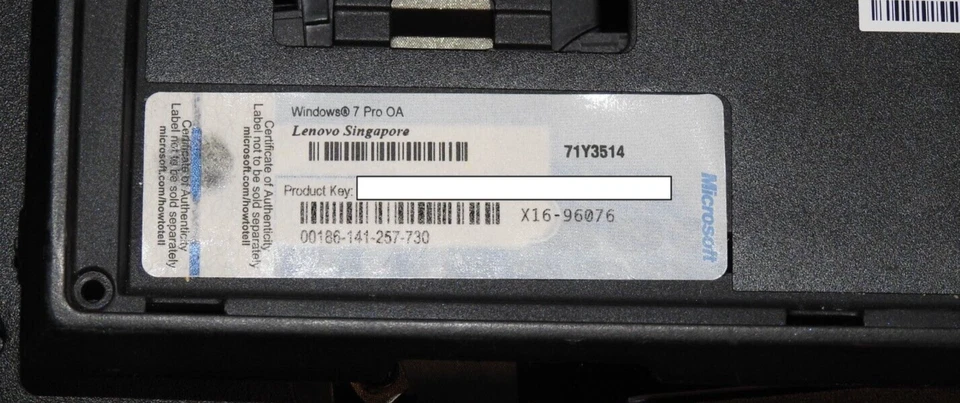 Windows® 7 Pro OA
Lenovo Singapore
71Y3514
Product Key:
X16-96076
00186-141-257-730
Certificate of Authenticity
Label not to be sold separately
microsoft.com/howtotell
Certificate of Authenticity
Label not to be sold separately
microsoft.com/howtotell
Microsoft